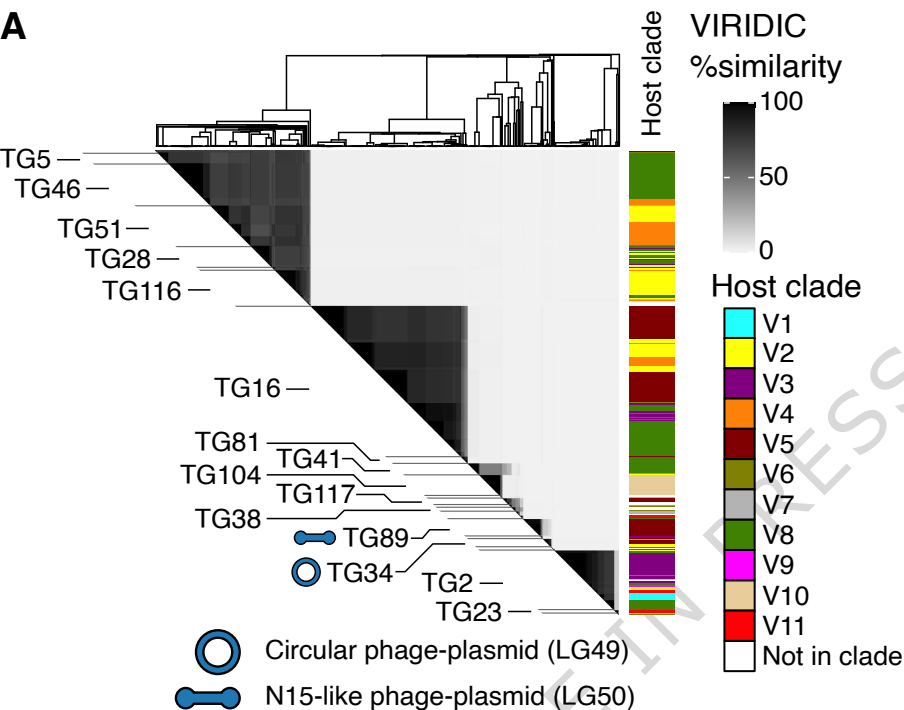 A
Host clade
VIRIDIC
%similarity
100
50
0
TG5
TG46
TG51
TG28
TG116
TG16
TG81
TG41
TG104
TG117
TG38
TG89
TG34
TG2
TG23
Host clade
V1
V2
V3
V4
V5
V6
V7
V8
V9
V10
V11
Not in clade
Circular phage-plasmid (LG49)
N15-like phage-plasmid (LG50)
E IN PRESS